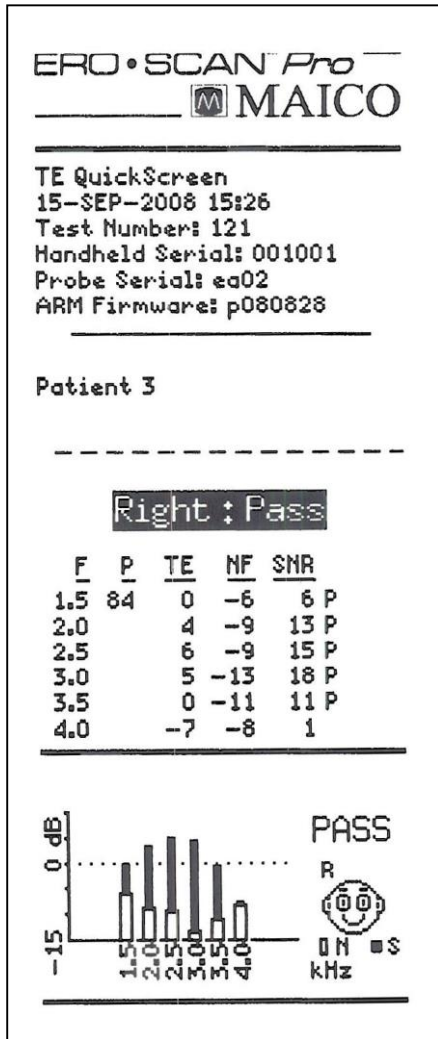 ERO•SCAN Pro
MAICO
TE QuickScreen
15-SEP-2008 15:26
Test Number: 121
Handheld Serial: 001001
Probe Serial: ea02
ARM Firmware: p080828
Patient 3
Right : Pass
F P TE NF SNR
1.5 84 0 -6 6 P
2.0 4 -9 13 P
2.5 6 -9 15 P
3.0 5 -13 18 P
3.5 0 -11 11 P
4.0 -7 -8 1
0 dB
-15
1.5
2.0
2.5
3.0
3.5
4.0
PASS
R
N S
kHz